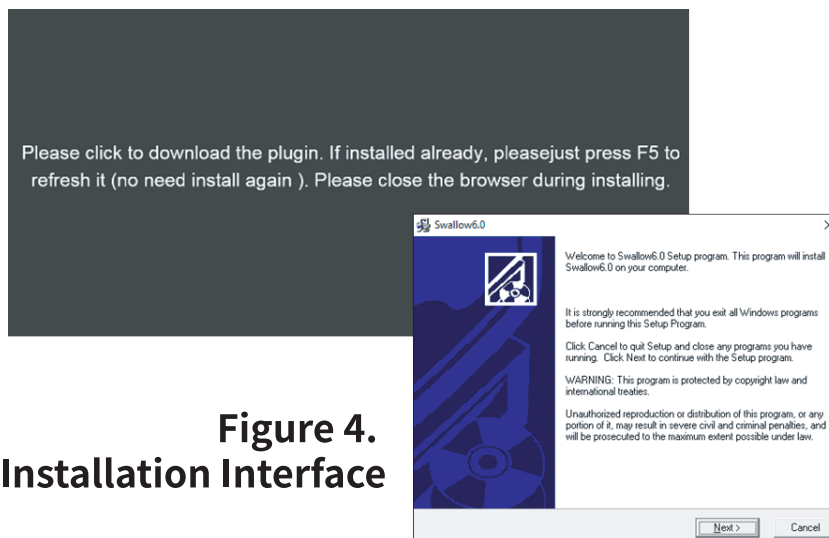 Please click to download the plugin. If installed already, pleasejust press F5 to
refresh it (no need install again ). Please close the browser during installing.
Swallow6.0
Welcome to Swallow6.0 Setup program. This program will install
Swallow6.0 on your computer.
It is strongly recommended that you exit all Windows programs
before running this Setup Program.
Click Cancel to quit Setup and close any programs you have
running. Click Next to continue with the Setup program.
WARNING: This program is protected by copyright law and
international treaties.
Unauthorized reproduction or distribution of this program, or any
portion of it, may result in severe civil and criminal penalties, and
will be prosecuted to the maximum extent possible under law.
Next >
Cancel
Figure 4.
Installation Interface